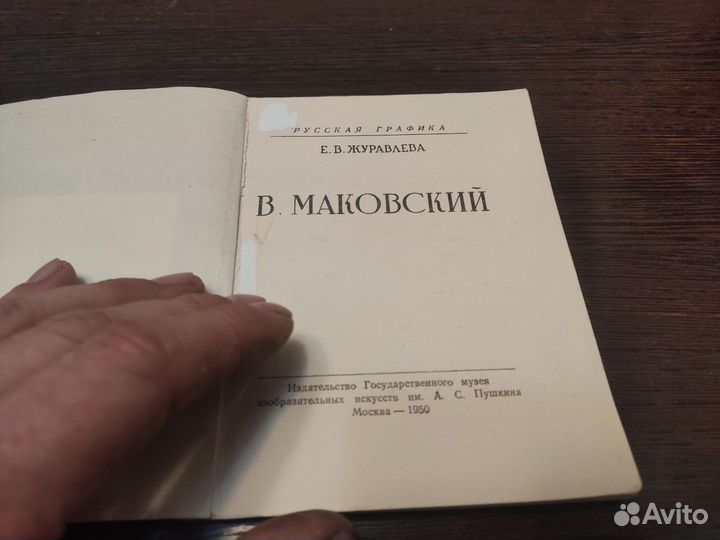 РУССКАЯ ГРАФИКА
Е. В. ЖУРАВЛЕВА
В. МАКОВСКИЙ
Издательство Государственного музея
изобразительных искусств им. А. С. Пушкина
Москва — 1950
Avito